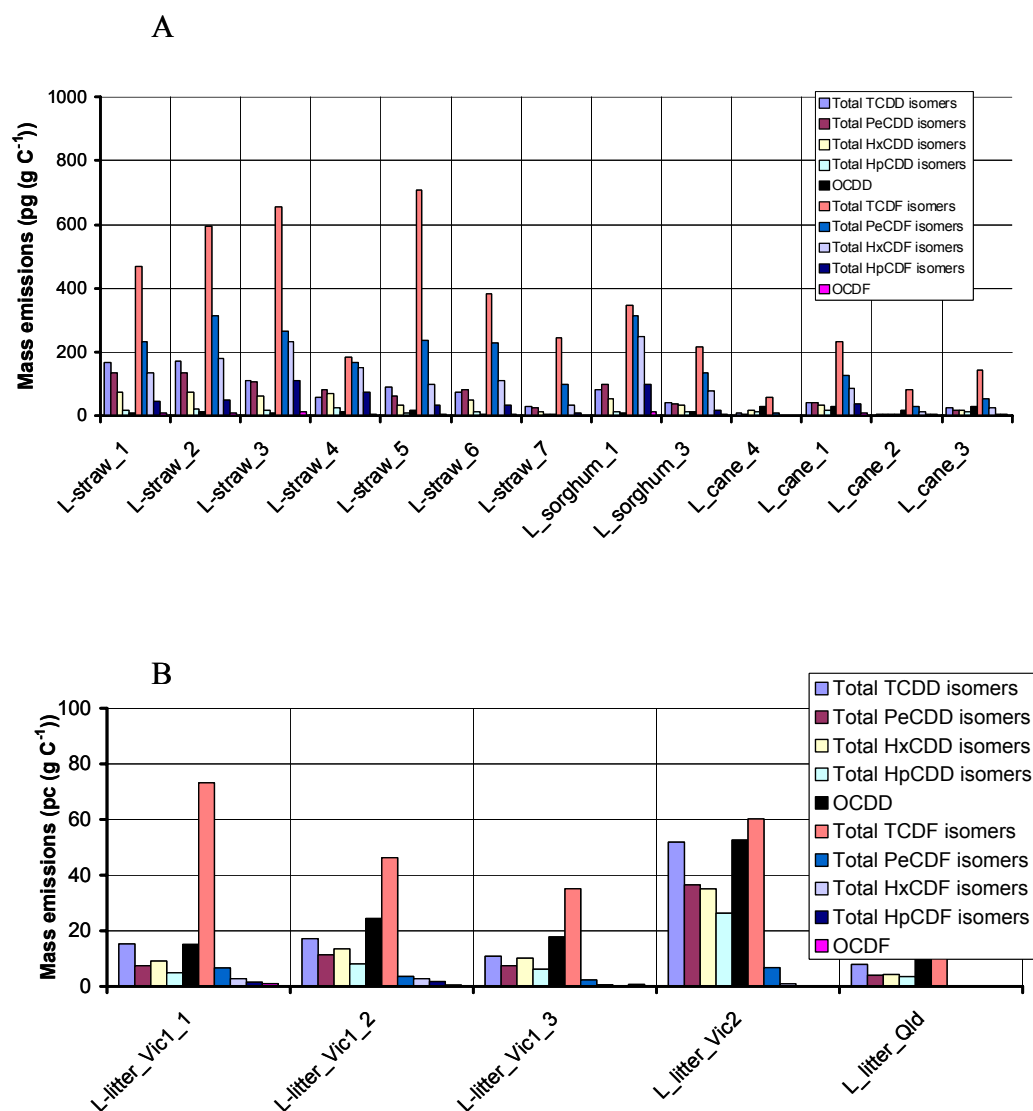 A
Mass emissions (pg (g C-1))
1000
800
600
400
200
0
Total TCDD isomers
Total PeCDD isomers
Total HxCDD isomers
Total HpCDD isomers
OCDD
Total TCDF isomers
Total PeCDF isomers
Total HxCDF isomers
Total HpCDF isomers
OCDF
L-straw_1
L-straw_2
L-straw_3
L-straw_4
L-straw_5
L-straw_6
L-straw_7
L_sorghum_1
L_sorghum_3
L_cane_4
L_cane_1
L_cane_2
L_cane_3
B
Mass emissions (pc (g C-1))
100
80
60
40
20
0
Total TCDD isomers
Total PeCDD isomers
Total HxCDD isomers
Total HpCDD isomers
OCDD
Total TCDF isomers
Total PeCDF isomers
Total HxCDF isomers
Total HpCDF isomers
OCDF
L-litter_Vic1_1
L-litter_Vic1_2
L-litter_Vic1_3
L_litter_Vic2
L_litter_Qld